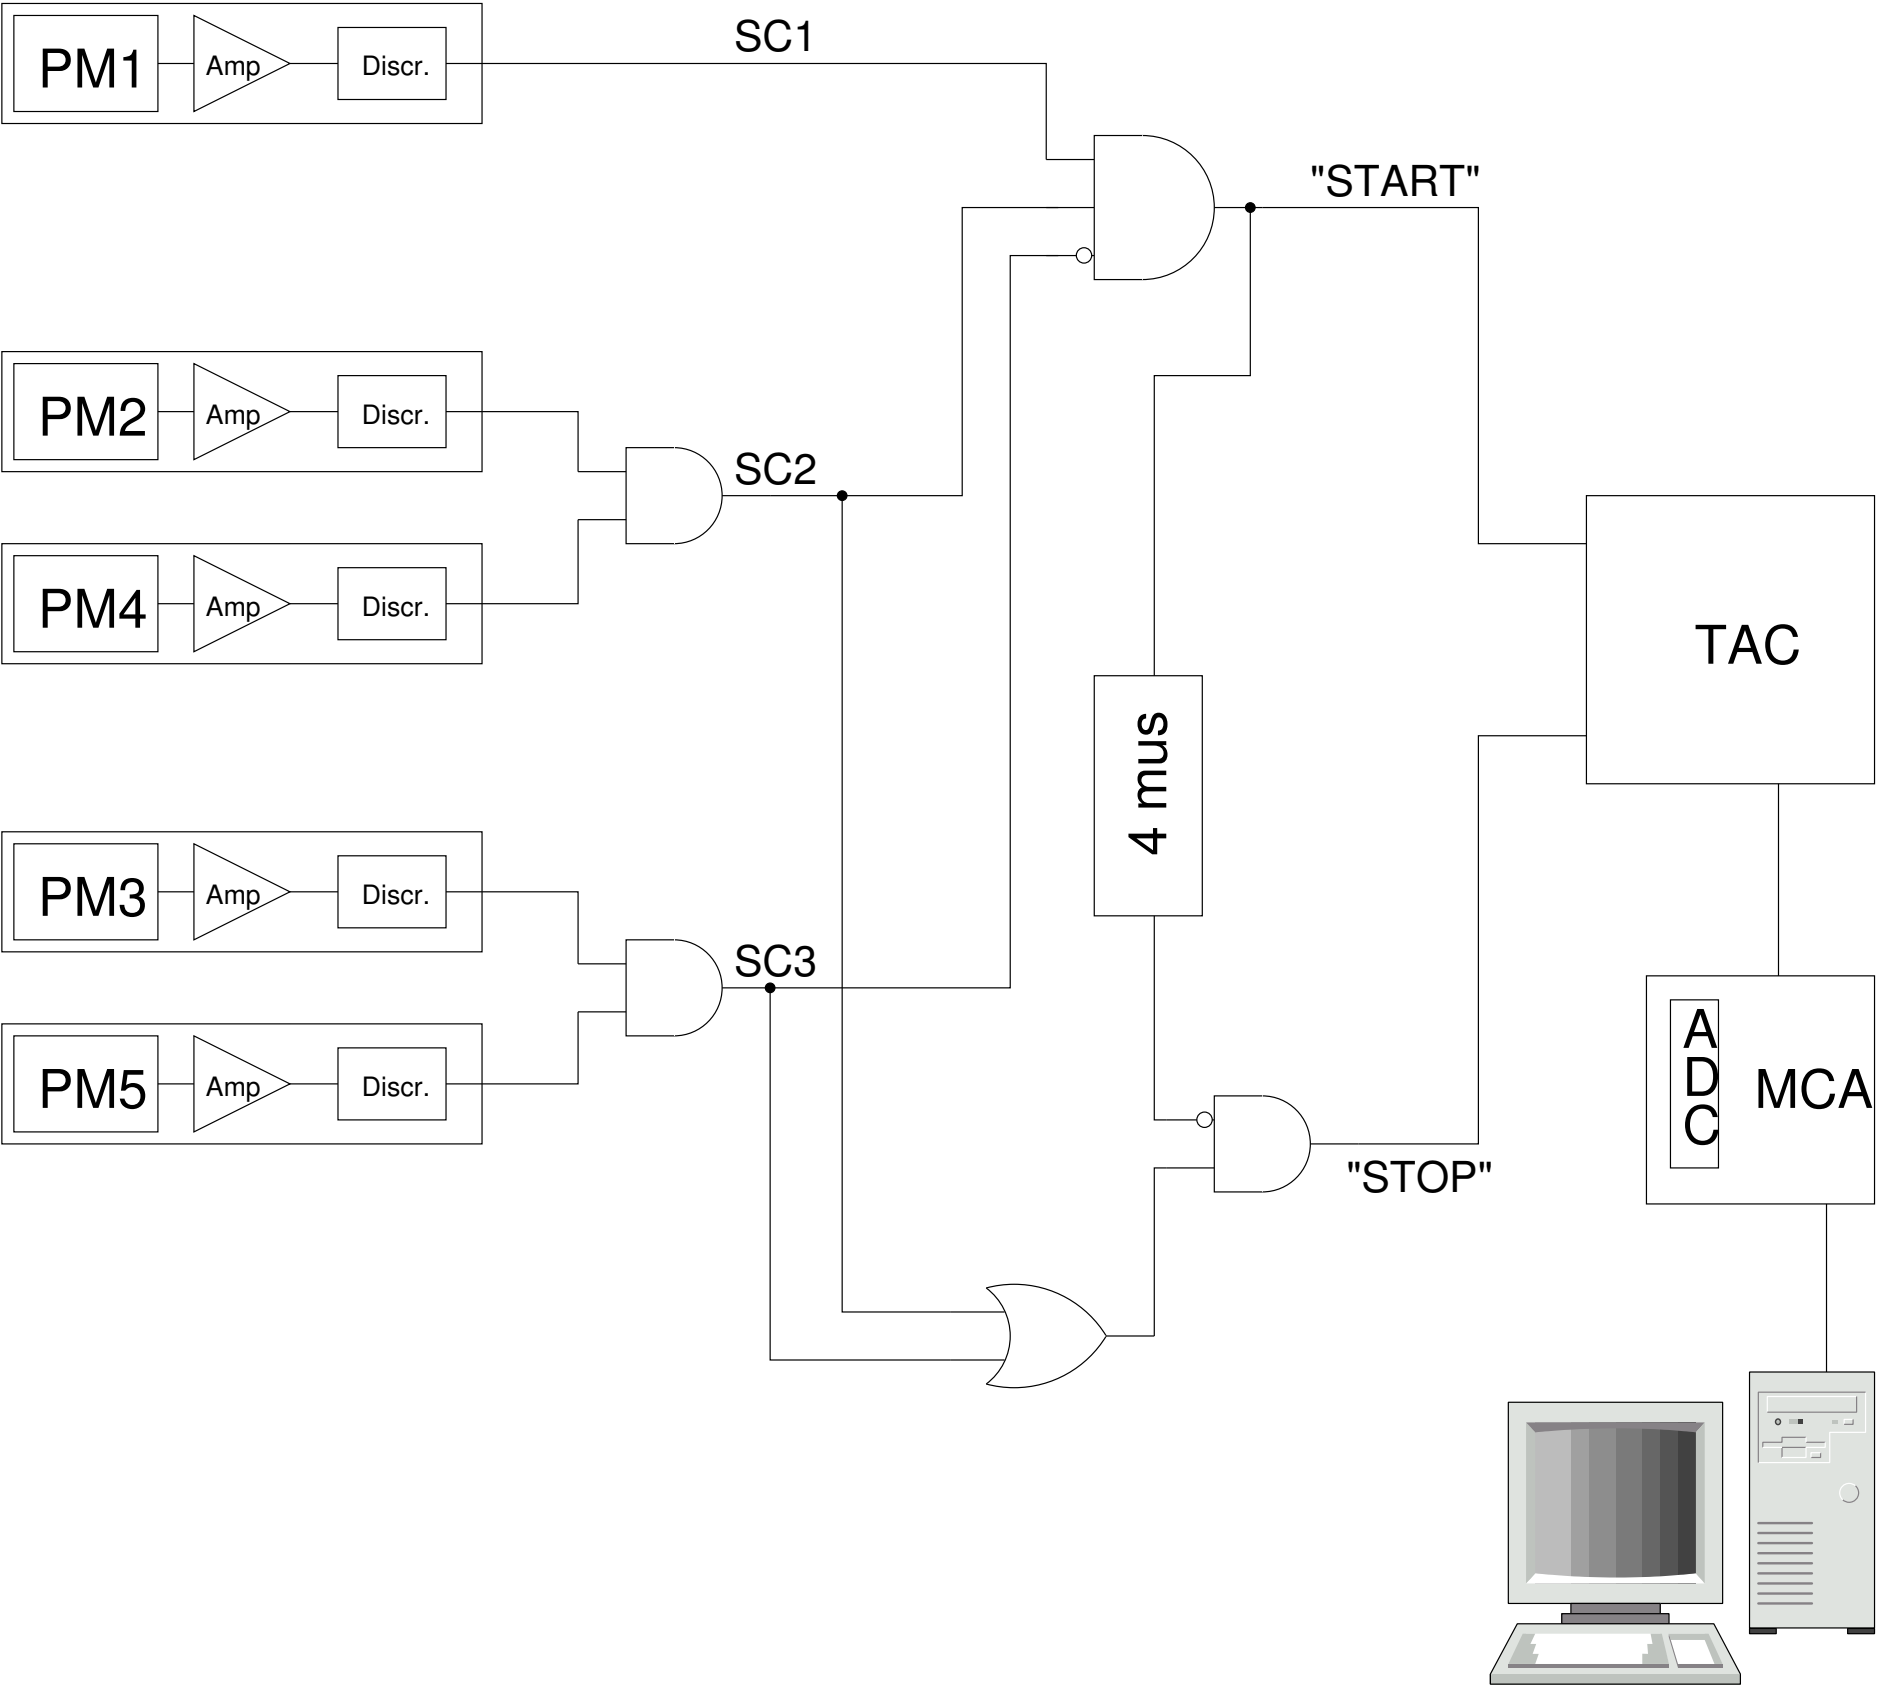 SC1
PM1
Amp
Discr.
"START"
PM2
Amp
Discr.
SC2
PM4
Amp
Discr.
TAC
4 mus
PM3
Amp
Discr.
SC3
PM5
Amp
Discr.
ADC
MCA
"STOP"